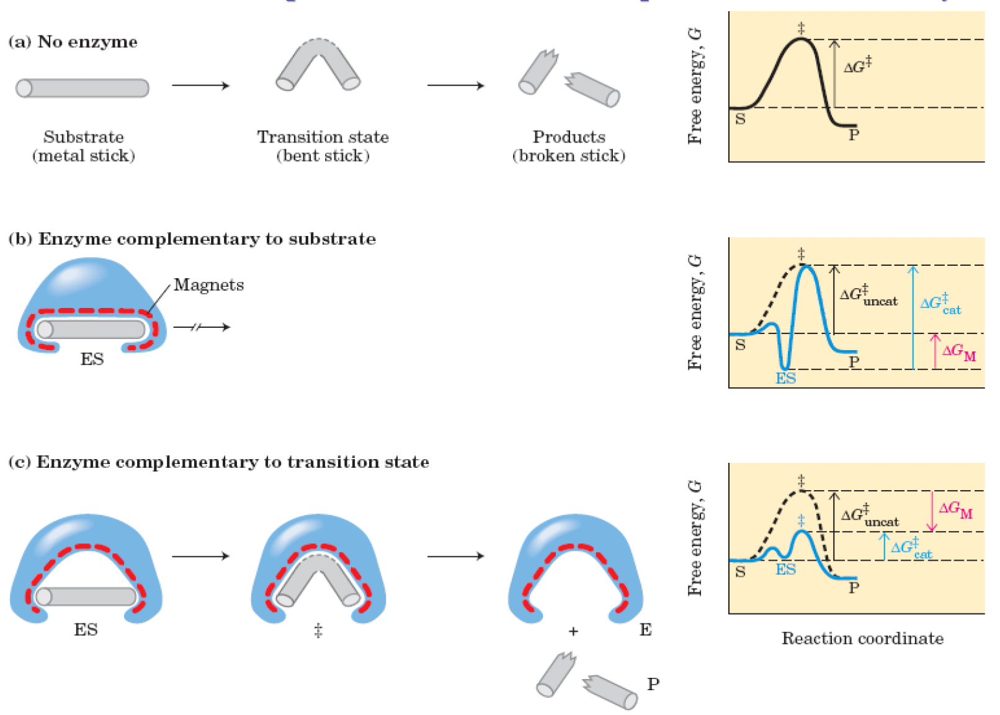 (a) No enzyme
Substrate
(metal stick)
Transition state
(bent stick)
Products
(broken stick)
Free energy, G
‡
ΔG‡
S
P
(b) Enzyme complementary to substrate
Magnets
ES
Free energy, G
‡
ΔG‡uncat
ΔG‡cat
ΔGM
S
P
ES
(c) Enzyme complementary to transition state
ES
‡
+ E
P
Free energy, G
‡
ΔG‡uncat
ΔGM
‡
ΔG‡cat
S
ES
P
Reaction coordinate